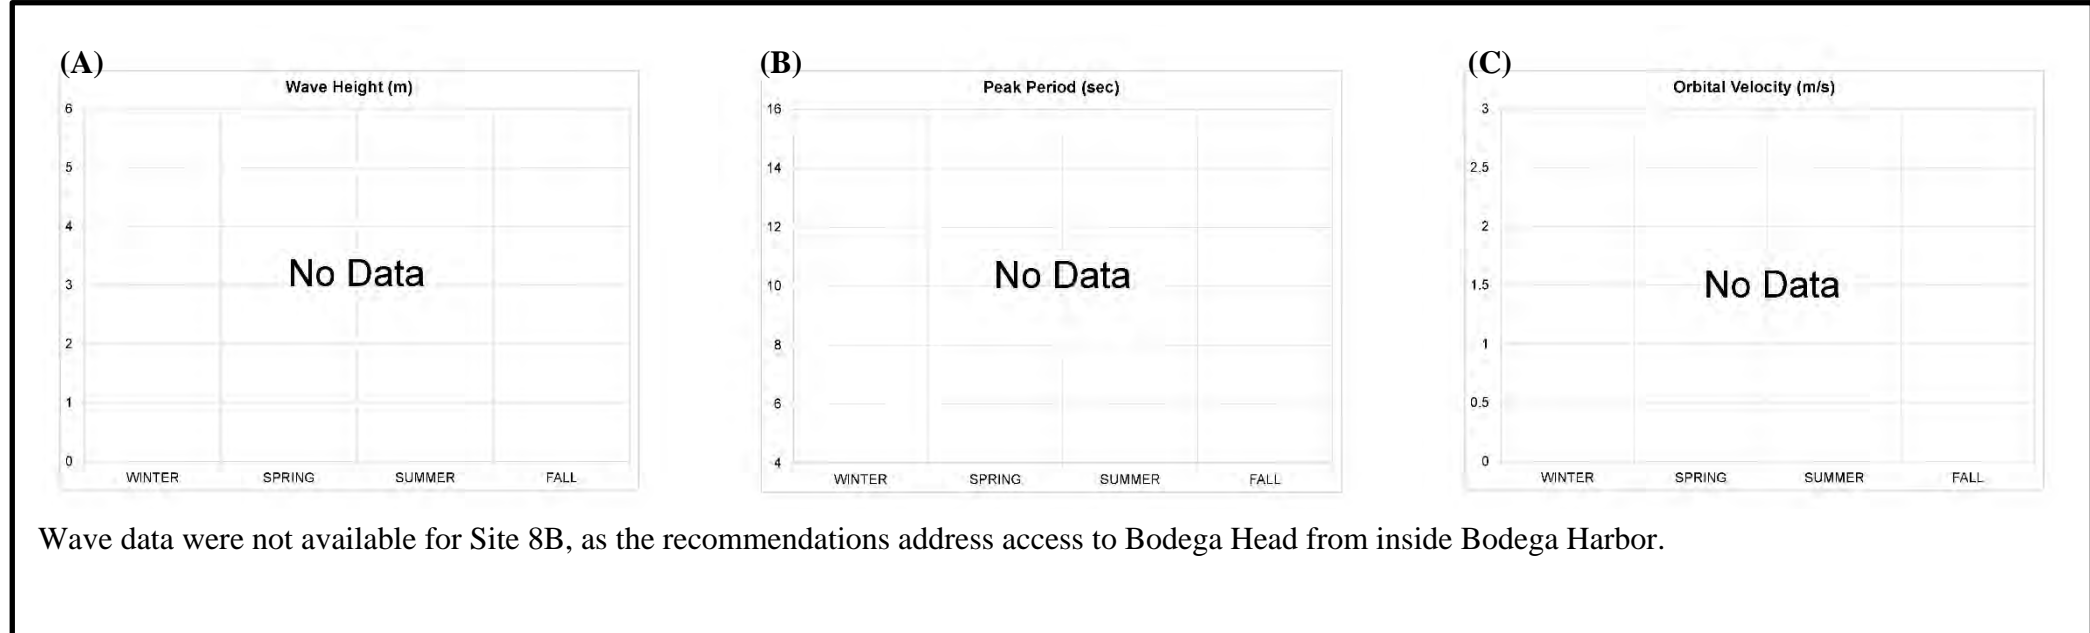 (A)
Wave Height (m)
6
5
4
3
2
1
0
No Data
WINTER SPRING SUMMER FALL
(B)
Peak Period (sec)
16
14
12
10
8
6
4
No Data
WINTER SPRING SUMMER FALL
(C)
Orbital Velocity (m/s)
3
2.5
2
1.5
1
0.5
0
No Data
WINTER SPRING SUMMER FALL
Wave data were not available for Site 8B, as the recommendations address access to Bodega Head from inside Bodega Harbor.